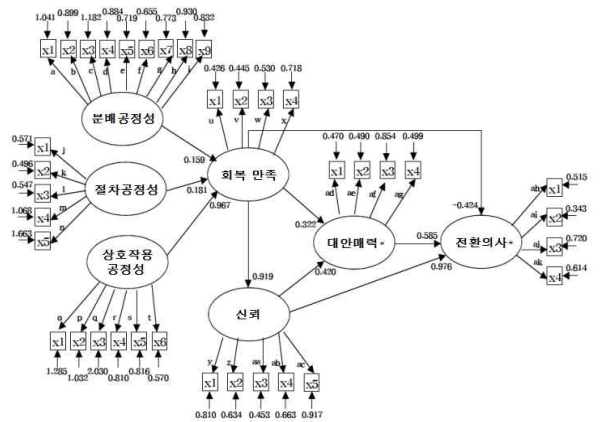 1.041 0.899 1.182 0.884 0.719 0.655 0.773 0.930 0.832
x1 x2 x3 x4 x5 x6 x7 x8 x9
a b c d e f g h i
분배공정성
0.426 0.445 0.530 0.718
x1 x2 x3 x4
u v w x
0.571 x1 j
0.496 x2 k
0.547 x3 l
1.068 x4 m
1.663 x5 n
절차공정성
0.159
0.181
0.967
회복 만족
0.470 0.490 0.854 0.499
x1 x2 x3 x4
ad ae af ag
상호작용
공정성
0.322
대안매력*
0.420
-0.424
0.585
0.976
전환의사*
ah x1 0.515
ai x2 0.343
aj x3 0.720
ak x4 0.614
0.919
신뢰
o p q r s t
x1 x2 x3 x4 x5 x6
1.285 1.032 2.030 0.810 0.816 0.570
y z aa ab ac
x1 x2 x3 x4 x5
0.810 0.634 0.453 0.663 0.917